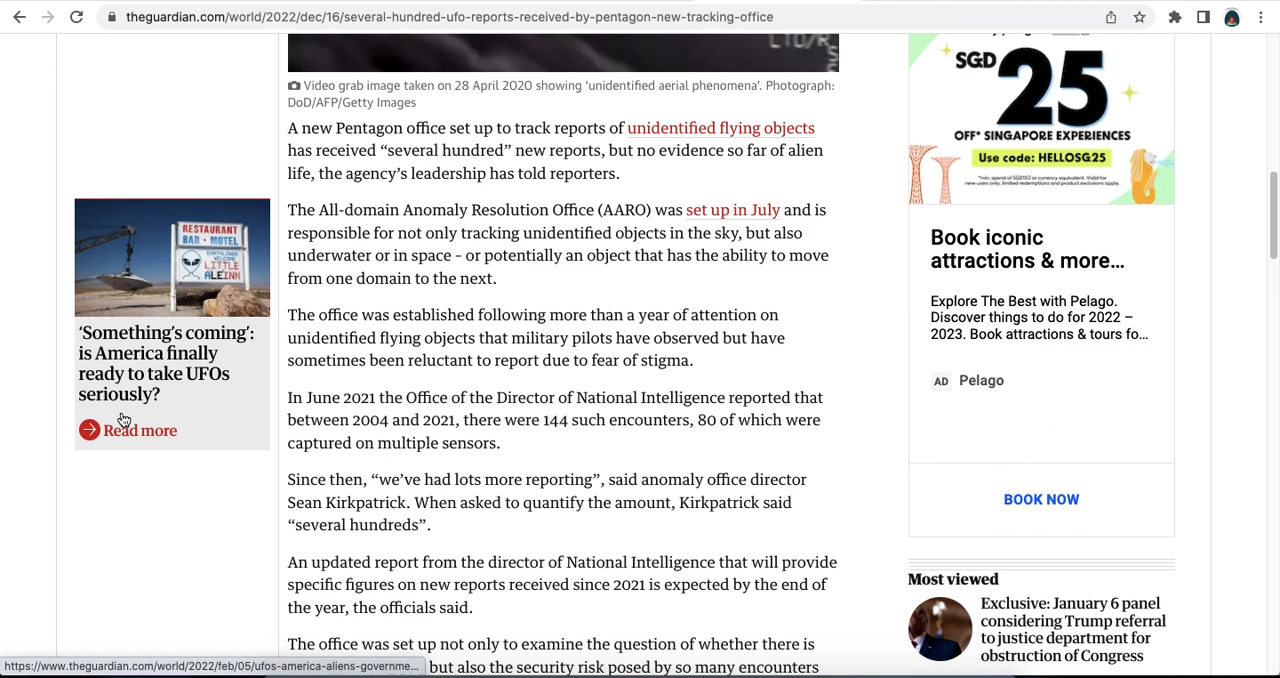 theguardian.com/world/2022/dec/16/several-hundred-ufo-reports-received-by-pentagon-new-tracking-office
Video grab image taken on 28 April 2020 showing 'unidentified aerial phenomena'. Photograph:
DoD/AFP/Getty Images
A new Pentagon office set up to track reports of unidentified flying objects
has received “several hundred” new reports, but no evidence so far of alien
life, the agency’s leadership has told reporters.
The All-domain Anomaly Resolution Office (AARO) was set up in July and is
responsible for not only tracking unidentified objects in the sky, but also
underwater or in space – or potentially an object that has the ability to move
from one domain to the next.
The office was established following more than a year of attention on
unidentified flying objects that military pilots have observed but have
sometimes been reluctant to report due to fear of stigma.
In June 2021 the Office of the Director of National Intelligence reported that
between 2004 and 2021, there were 144 such encounters, 80 of which were
captured on multiple sensors.
Since then, “we’ve had lots more reporting”, said anomaly office director
Sean Kirkpatrick. When asked to quantify the amount, Kirkpatrick said
“several hundreds”.
An updated report from the director of National Intelligence that will provide
specific figures on new reports received since 2021 is expected by the end of
the year, the officials said.
The office was set up not only to examine the question of whether there is
but also the security risk posed by so many encounters
RESTAURANT
BAR · MOTEL
EARTHLINGS
WELCOME
LITTLE
A'LE'INN
‘Something’s coming’:
is America finally
ready to take UFOs
seriously?
Read more
SGD
25
OFF* SINGAPORE EXPERIENCES
Use code: HELLOSG25
Book iconic
attractions & more...
Explore The Best with Pelago.
Discover things to do for 2022 –
2023. Book attractions & tours fo...
AD Pelago
BOOK NOW
Most viewed
Exclusive: January 6 panel
considering Trump referral
to justice department for
obstruction of Congress
https://www.theguardian.com/world/2022/feb/05/ufos-america-aliens-governme...